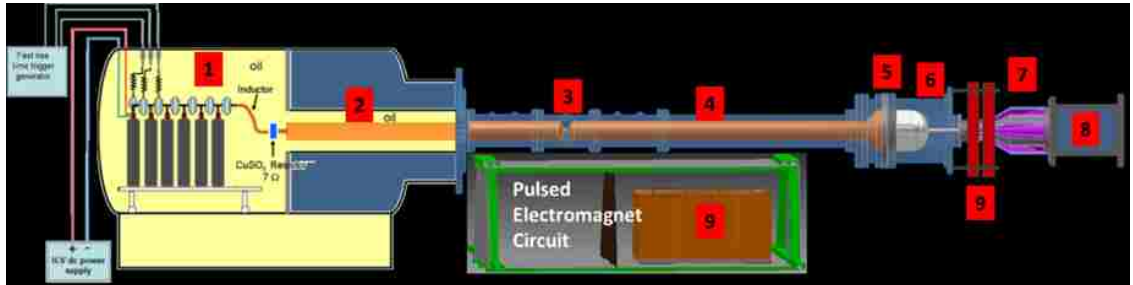 7
5
6
1
Fast rise
time trigger
generator
oil
Inductor
2
oil
3
4
8
CuSO₄
7 Ω
Pulsed
Electromagnet
Circuit
9
9
+ -
dc power
supply